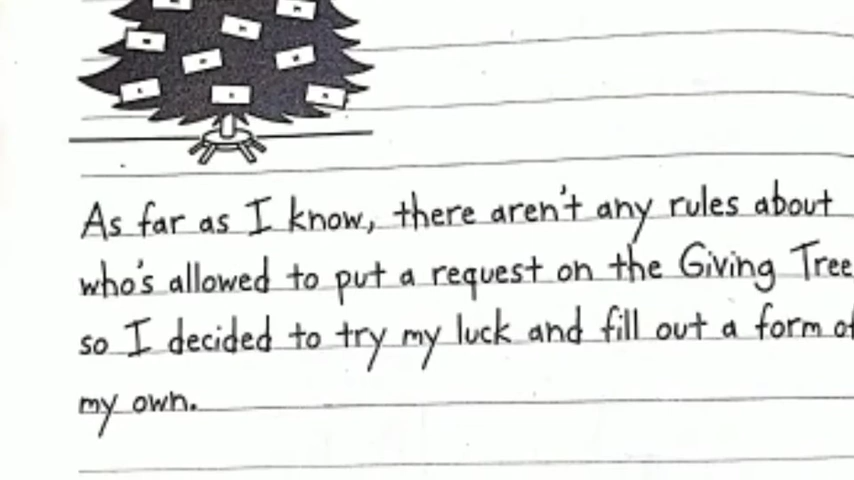 As far as I know, there aren't any rules about
who's allowed to put a request on the Giving Tree
so I decided to try my luck and fill out a form of
my own.